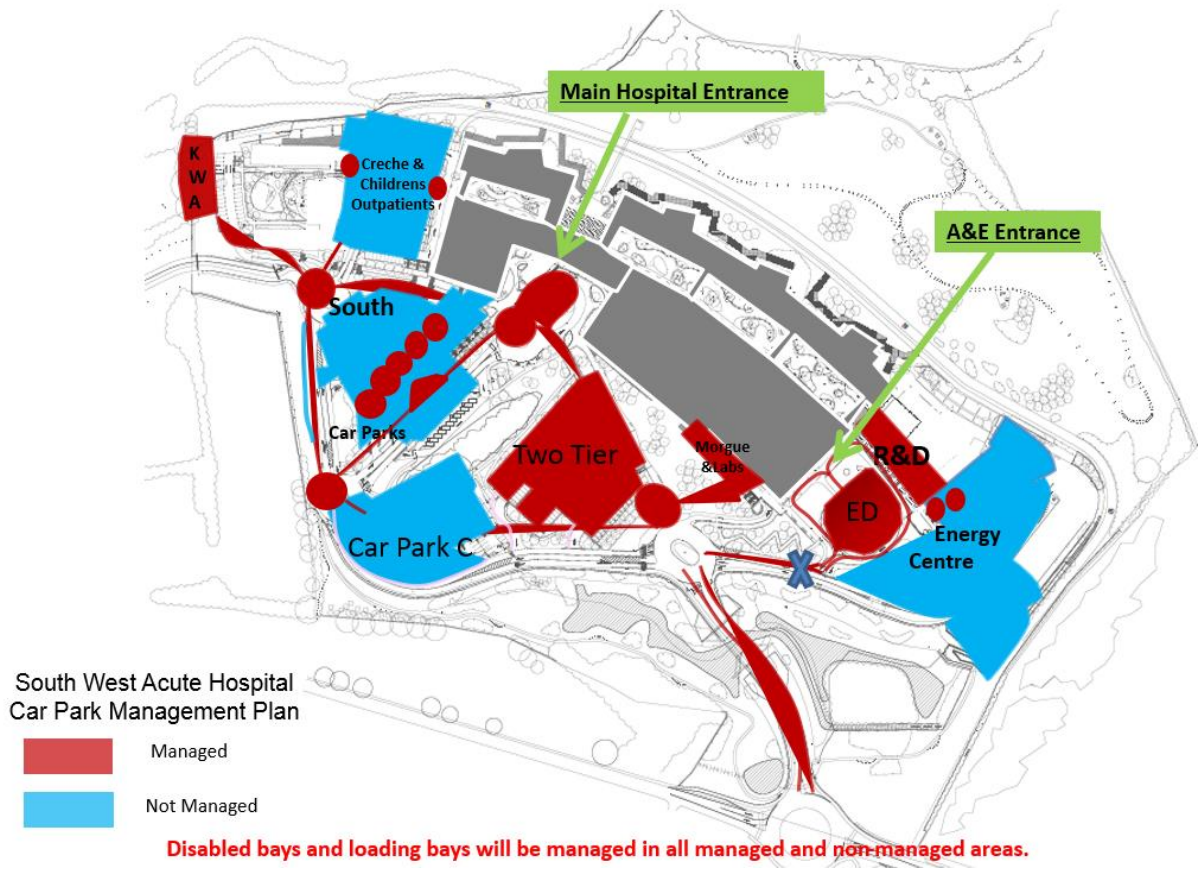 Main Hospital Entrance
K
W
A
Creche &
Childrens
Outpatients
A&E Entrance
South
Car Parks
Two Tier
Morgue
&Labs
R&D
ED
Energy
Centre
Car Park C
X
South West Acute Hospital
Car Park Management Plan
Managed
Not Managed
Disabled bays and loading bays will be managed in all managed and non-managed areas.